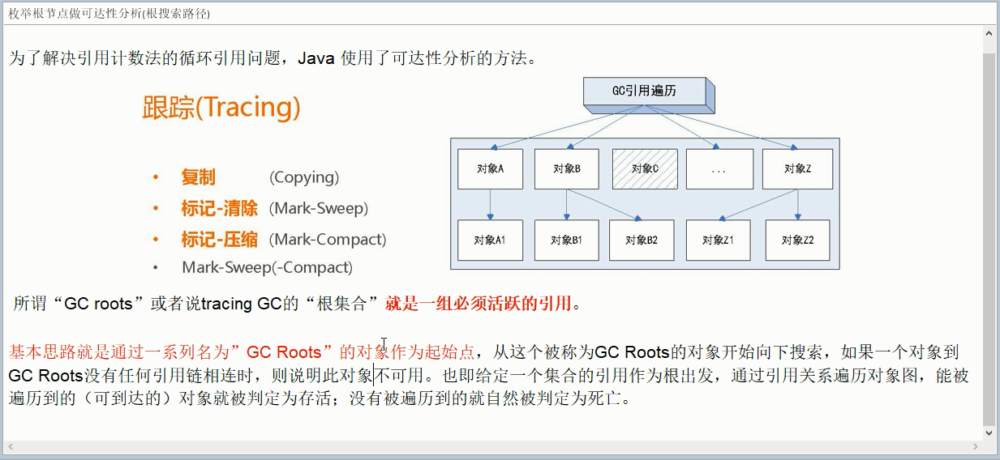 枚举根节点做可达性分析(根搜索路径)
为了解决引用计数法的循环引用问题，Java 使用了可达性分析的方法。
跟踪(Tracing)
• 复制 (Copying)
• 标记-清除 (Mark-Sweep)
• 标记-压缩 (Mark-Compact)
• Mark-Sweep(-Compact)
GC引用遍历
对象A 对象B 对象C ... 对象Z
对象A1 对象B1 对象B2 对象Z1 对象Z2
所谓“GC roots”或者说tracing GC的“根集合”就是一组必须活跃的引用。
基本思路就是通过一系列名为”GC Roots”的对象作为起始点，从这个被称为GC Roots的对象开始向下搜索，如果一个对象到
GC Roots没有任何引用链相连时，则说明此对象不可用。也即给定一个集合的引用作为根出发，通过引用关系遍历对象图，能被
遍历到的（可到达的）对象就被判定为存活；没有被遍历到的就自然被判定为死亡。